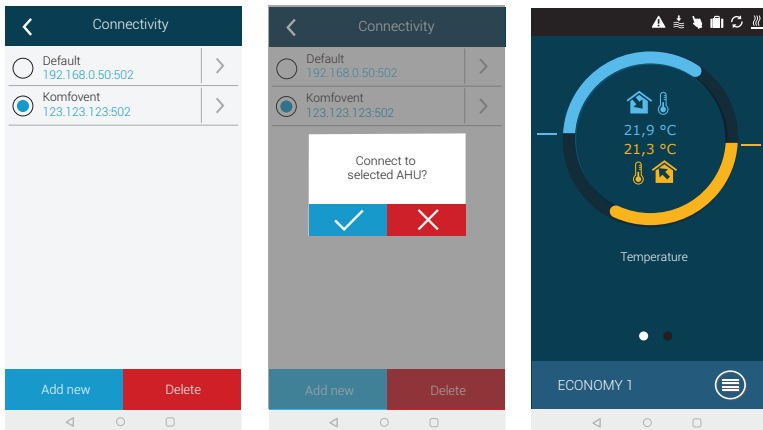 Connectivity
Default
192.168.0.50:502
Komfovent
123.123.123:502
Add new
Delete
Connectivity
Default
192.168.0.50:502
Komfovent
123.123.123:502
Connect to
selected AHU?
Add new
Delete
21,9 °C
21,3 °C
Temperature
ECONOMY 1